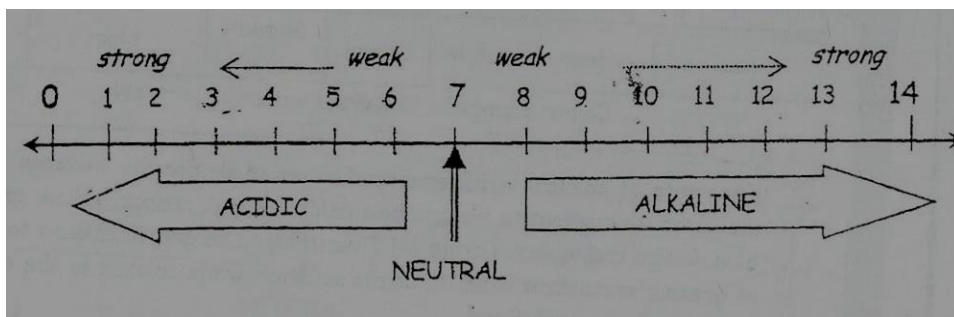 strong weak weak strong
0 1 2 3 4 5 6 7 8 9 10 11 12 13 14
ACIDIC ALKALINE
NEUTRAL